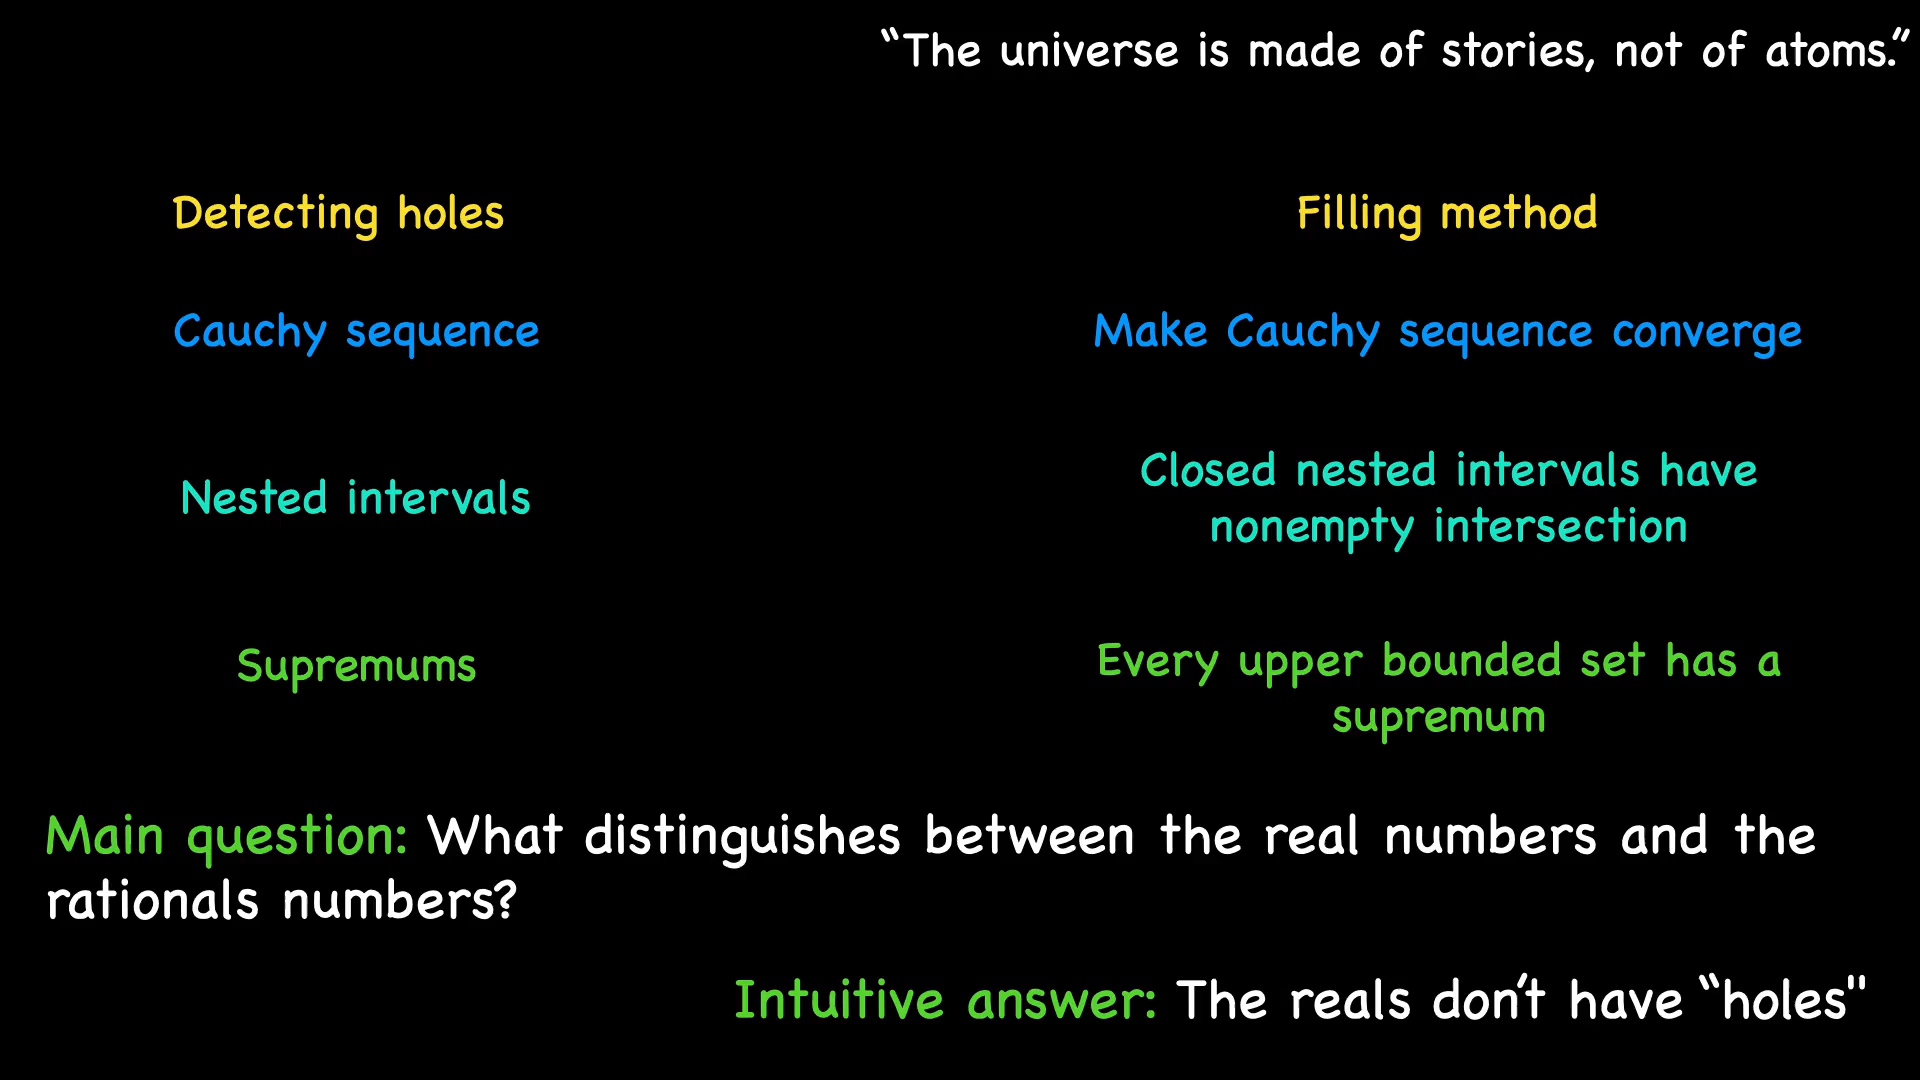 “The universe is made of stories, not of atoms.”
Detecting holes
Filling method
Cauchy sequence
Make Cauchy sequence converge
Nested intervals
Closed nested intervals have
nonempty intersection
Supremums
Every upper bounded set has a
supremum
Main question: What distinguishes between the real numbers and the
rationals numbers?
Intuitive answer: The reals don’t have “holes"